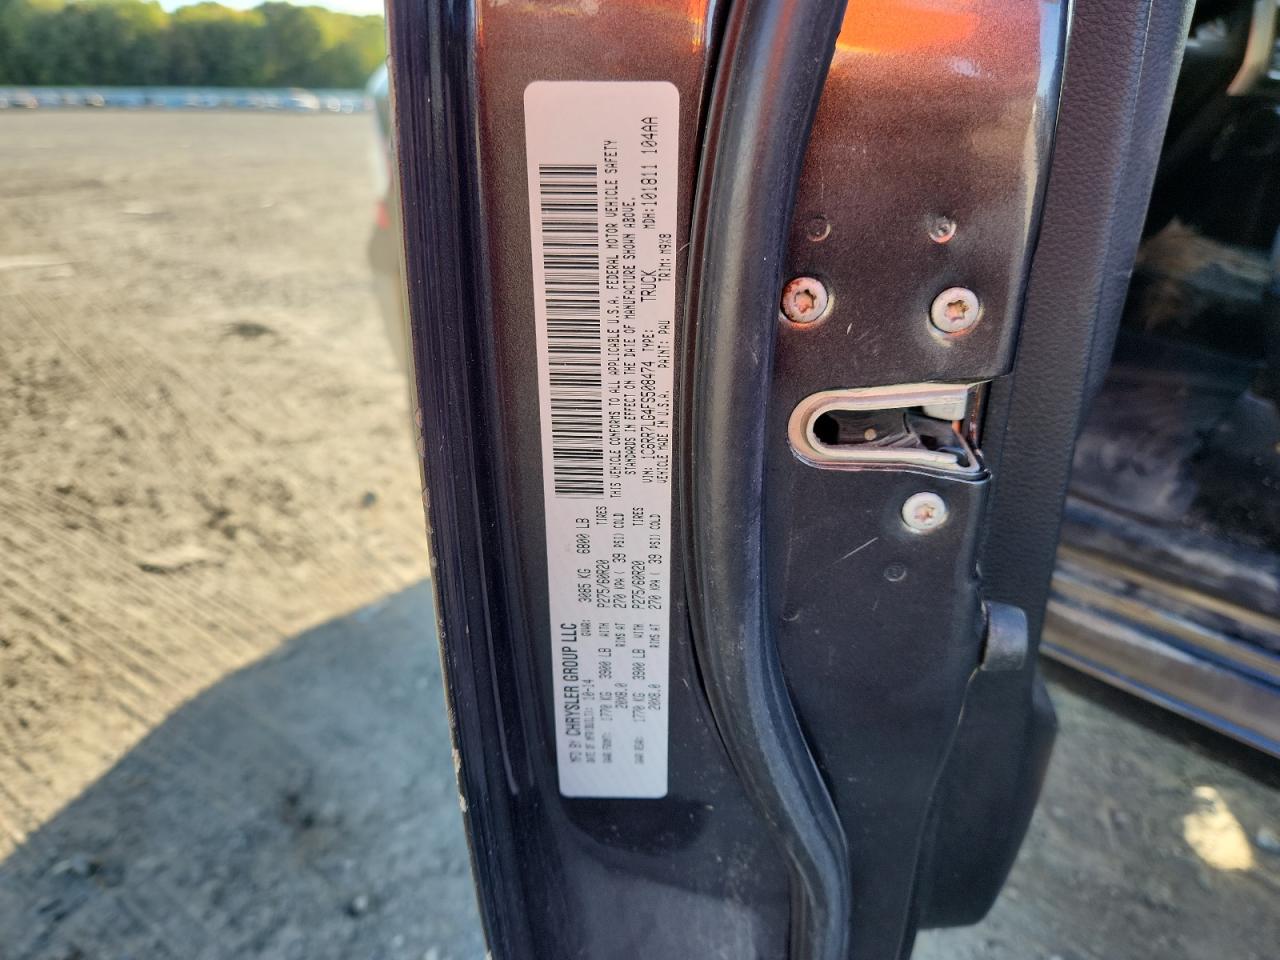 MFD BY CHRYSLER GROUP LLC
DATE OF MFR(BUILT): 10-14 GVWR: 3085 KG 6800 LB
GAWR FRONT: 1770 KG 3900 LB WITH P275/60R20 TIRES
20X8.0 RIMS AT 270 KPA ( 39 PSI) COLD
GAWR REAR: 1770 KG 3900 LB WITH P275/60R20 TIRES
20X8.0 RIMS AT 270 KPA ( 39 PSI) COLD
THIS VEHICLE CONFORMS TO ALL APPLICABLE U.S.A. FEDERAL MOTOR VEHICLE SAFETY
STANDARDS IN EFFECT ON THE DATE OF MANUFACTURE SHOWN ABOVE.
VIN: 1C6RR7LG4FS508474 TYPE: TRUCK MDH:101811 104AA
VEHICLE MADE IN U.S.A. PAINT: PAU TRIM: M9X8